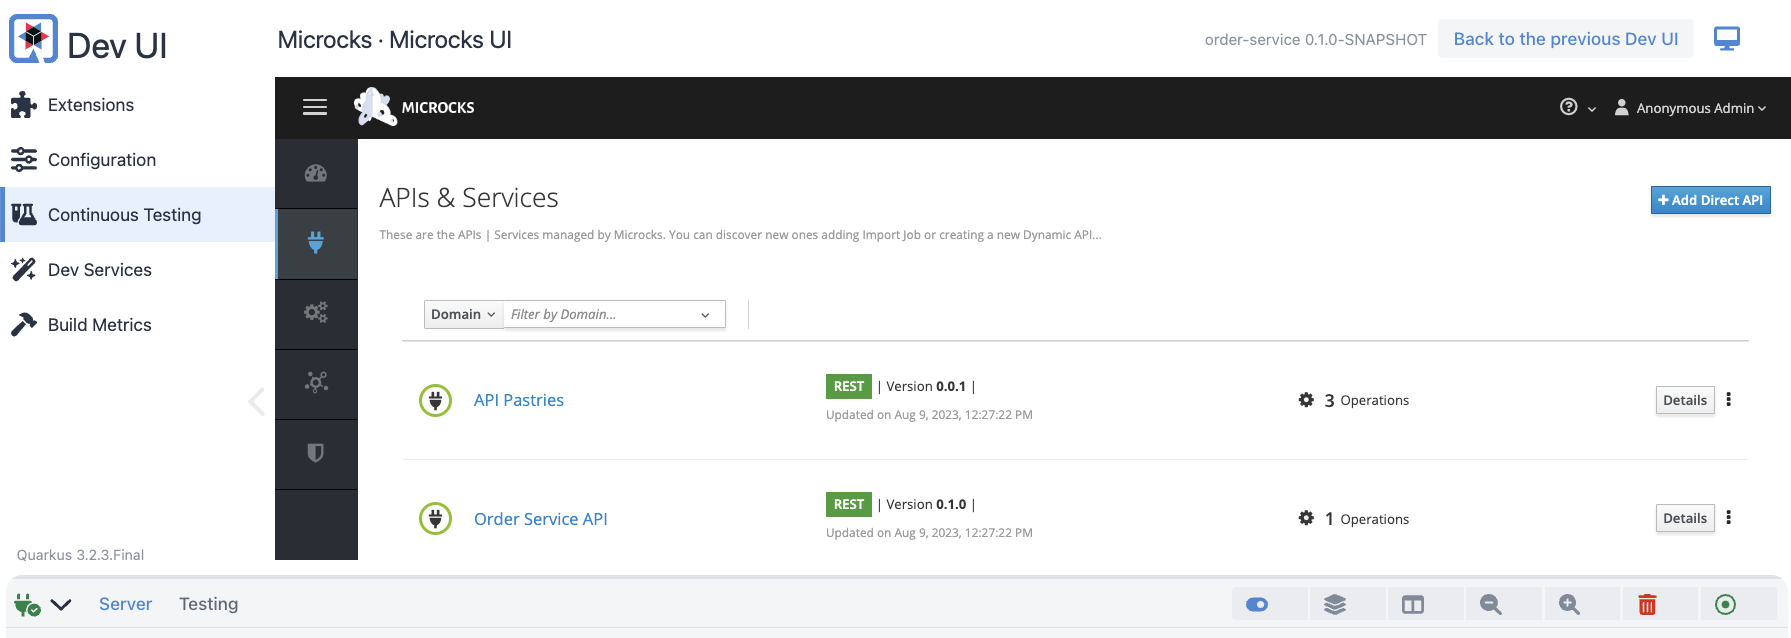 Dev UI
Microcks · Microcks UI
order-service 0.1.0-SNAPSHOT
Back to the previous Dev UI
Extensions
Configuration
Continuous Testing
Dev Services
Build Metrics
Quarkus 3.2.3.Final
MICROCKS
Anonymous Admin
APIs & Services
Add Direct API
These are the APIs | Services managed by Microcks. You can discover new ones adding Import Job or creating a new Dynamic API...
Domain
Filter by Domain...
API Pastries
REST | Version 0.0.1 |
Updated on Aug 9, 2023, 12:27:22 PM
3 Operations
Details
Order Service API
REST | Version 0.1.0 |
Updated on Aug 9, 2023, 12:27:22 PM
1 Operations
Details
Server
Testing